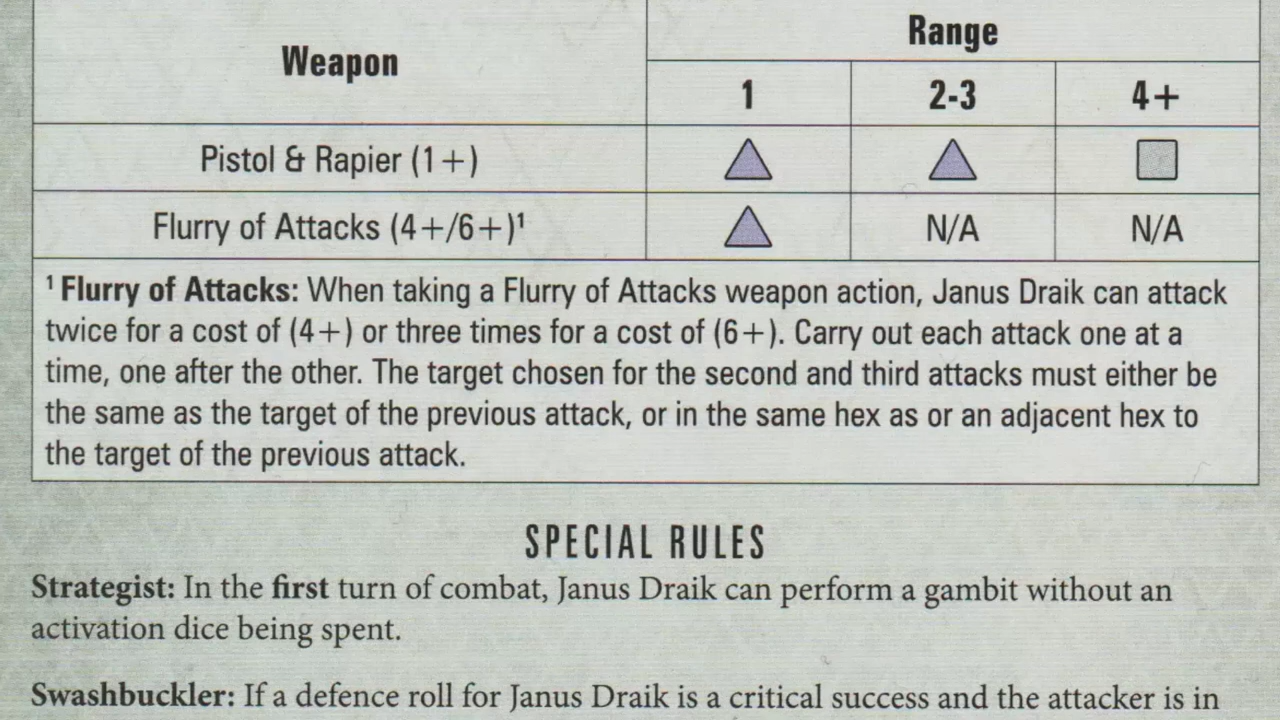 Range
Weapon
1 2-3 4+
Pistol & Rapier (1+)
Flurry of Attacks (4+/6+)¹ N/A N/A
¹ Flurry of Attacks: When taking a Flurry of Attacks weapon action, Janus Draik can attack
twice for a cost of (4+) or three times for a cost of (6+). Carry out each attack one at a
time, one after the other. The target chosen for the second and third attacks must either be
the same as the target of the previous attack, or in the same hex as or an adjacent hex to
the target of the previous attack.
SPECIAL RULES
Strategist: In the first turn of combat, Janus Draik can perform a gambit without an
activation dice being spent.
Swashbuckler: If a defence roll for Janus Draik is a critical success and the attacker is in